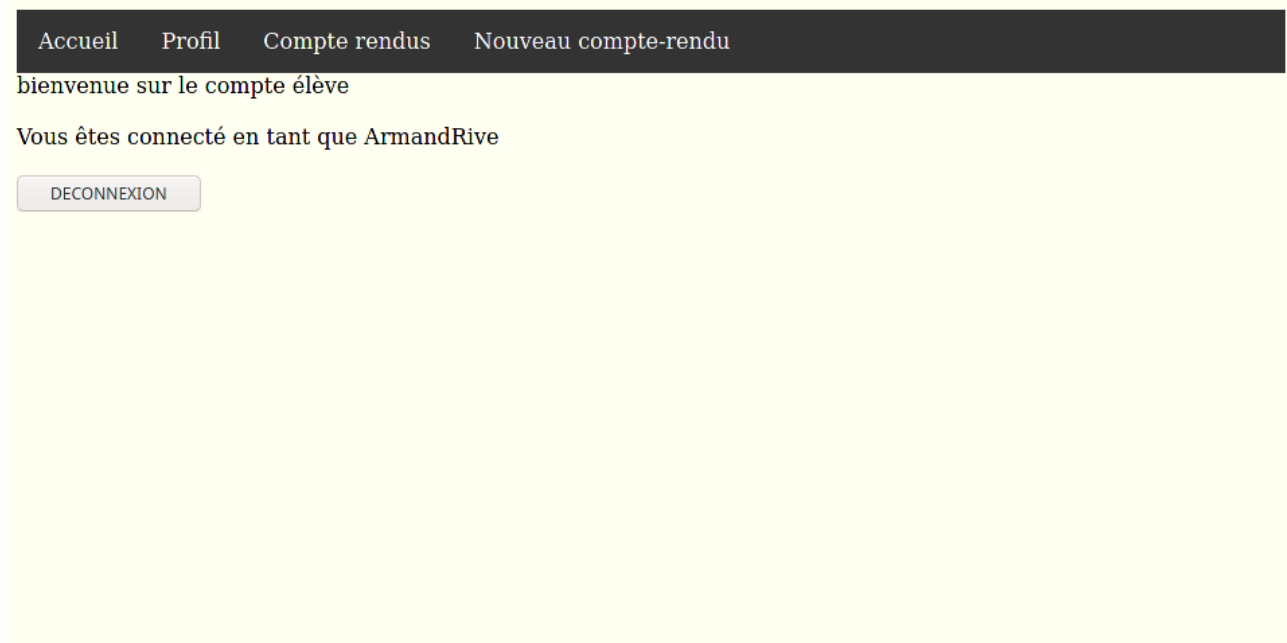 Accueil Profil Compte rendus Nouveau compte-rendu
bienvenue sur le compte élève
Vous êtes connecté en tant que ArmandRive
DECONNEXION